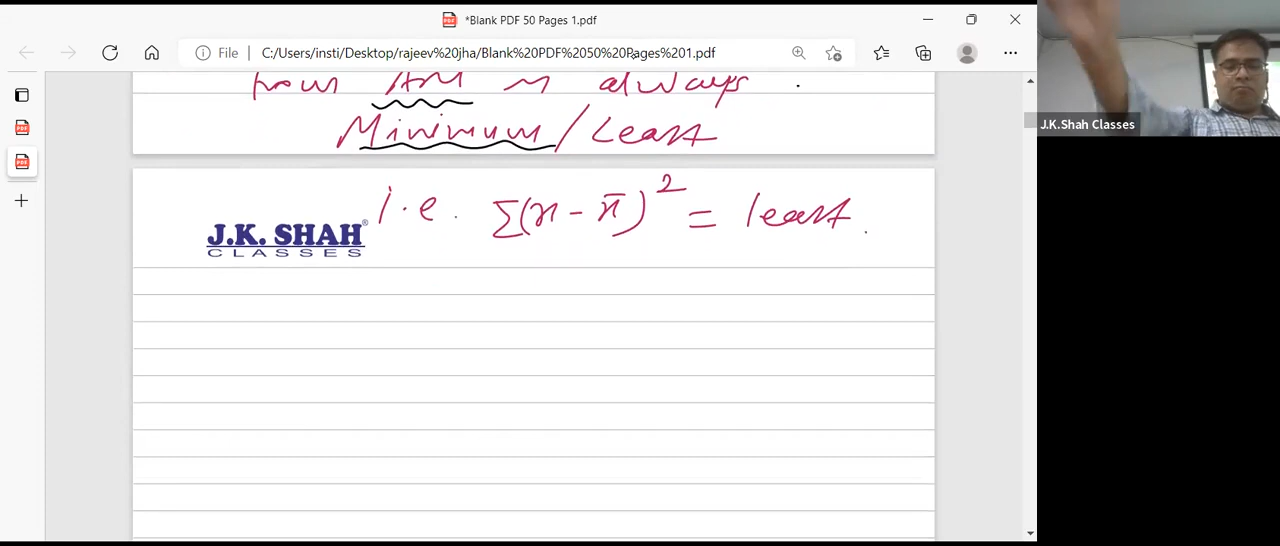 *Blank PDF 50 Pages 1.pdf
File | C:/Users/insti/Desktop/rajeev%20jha/Blank%20PDF%2050%20Pages%201.pdf
from AM is always
Minimum / Least
i.e. Σ(x - x̄)² = least.
J.K. SHAH®
CLASSES
J.K.Shah Classes